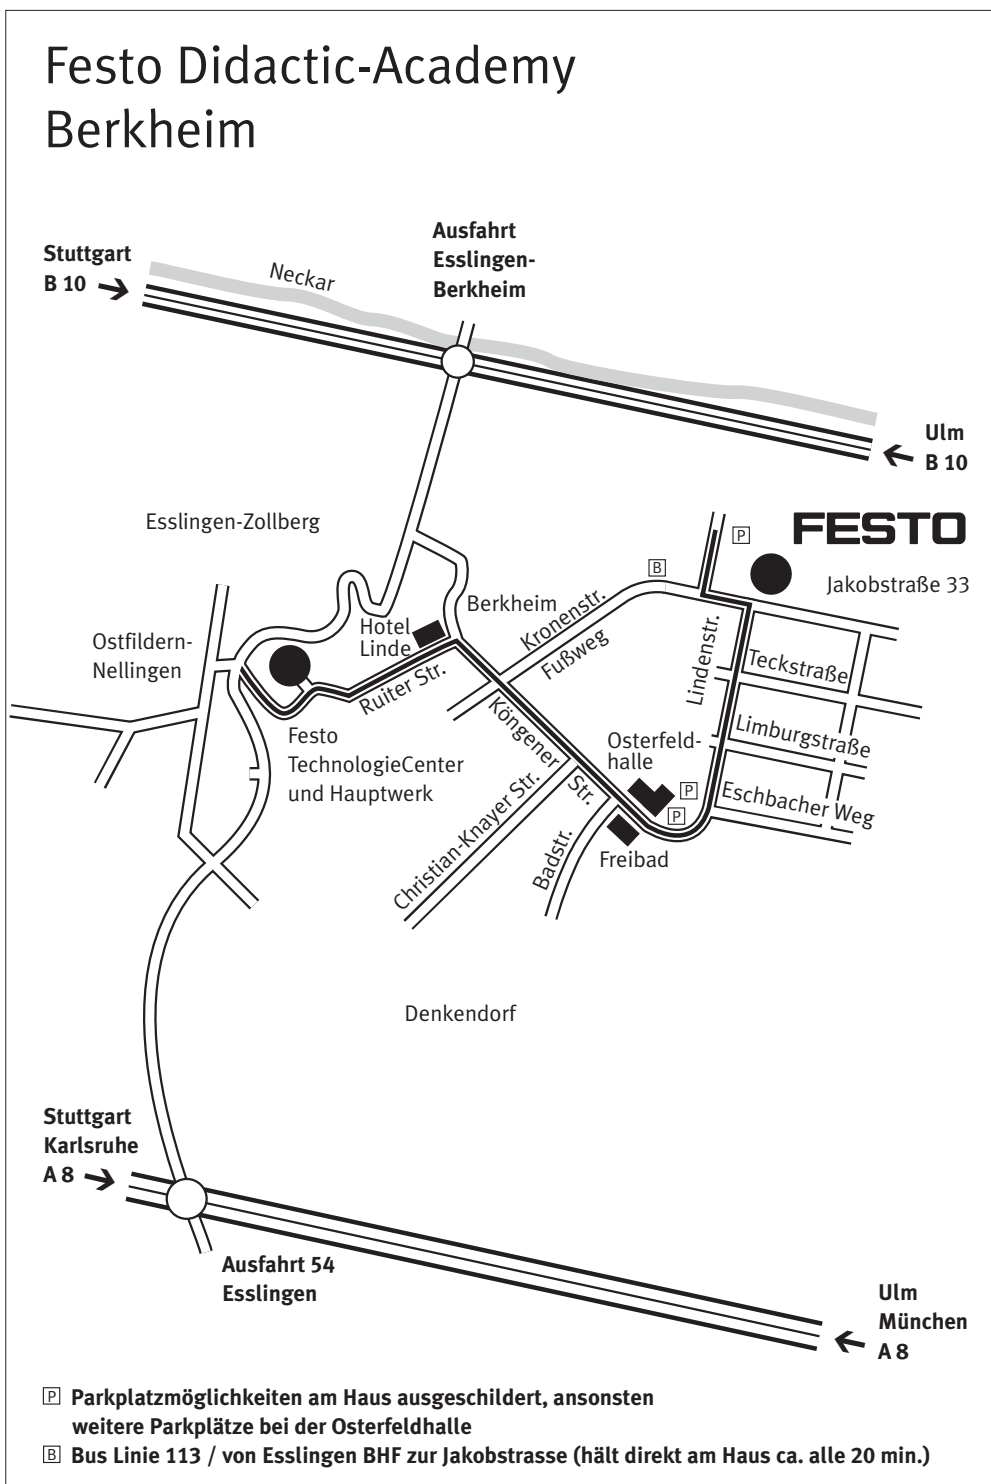 Festo Didactic-Academy
Berkheim
Stuttgart
B 10
Neckar
Ausfahrt
Esslingen-
Berkheim
Ulm
B 10
Esslingen-Zollberg
P
FESTO
B
Jakobstraße 33
Berkheim
Kronenstr.
Fußweg
Hotel
Linde
Ostfildern-
Nellingen
Lindenstr.
Teckstraße
Ruiter Str.
Festo
TechnologieCenter
und Hauptwerk
Köngener
Str.
Osterfeld-
halle
Limburgstraße
P
P
Eschbacher Weg
Christian-Knayer Str.
Badstr.
Freibad
Denkendorf
Stuttgart
Karlsruhe
A 8
Ausfahrt 54
Esslingen
Ulm
München
A 8
P Parkplatzmöglichkeiten am Haus ausgeschildert, ansonsten
weitere Parkplätze bei der Osterfeldhalle
B Bus Linie 113 / von Esslingen BHF zur Jakobstrasse (hält direkt am Haus ca. alle 20 min.)